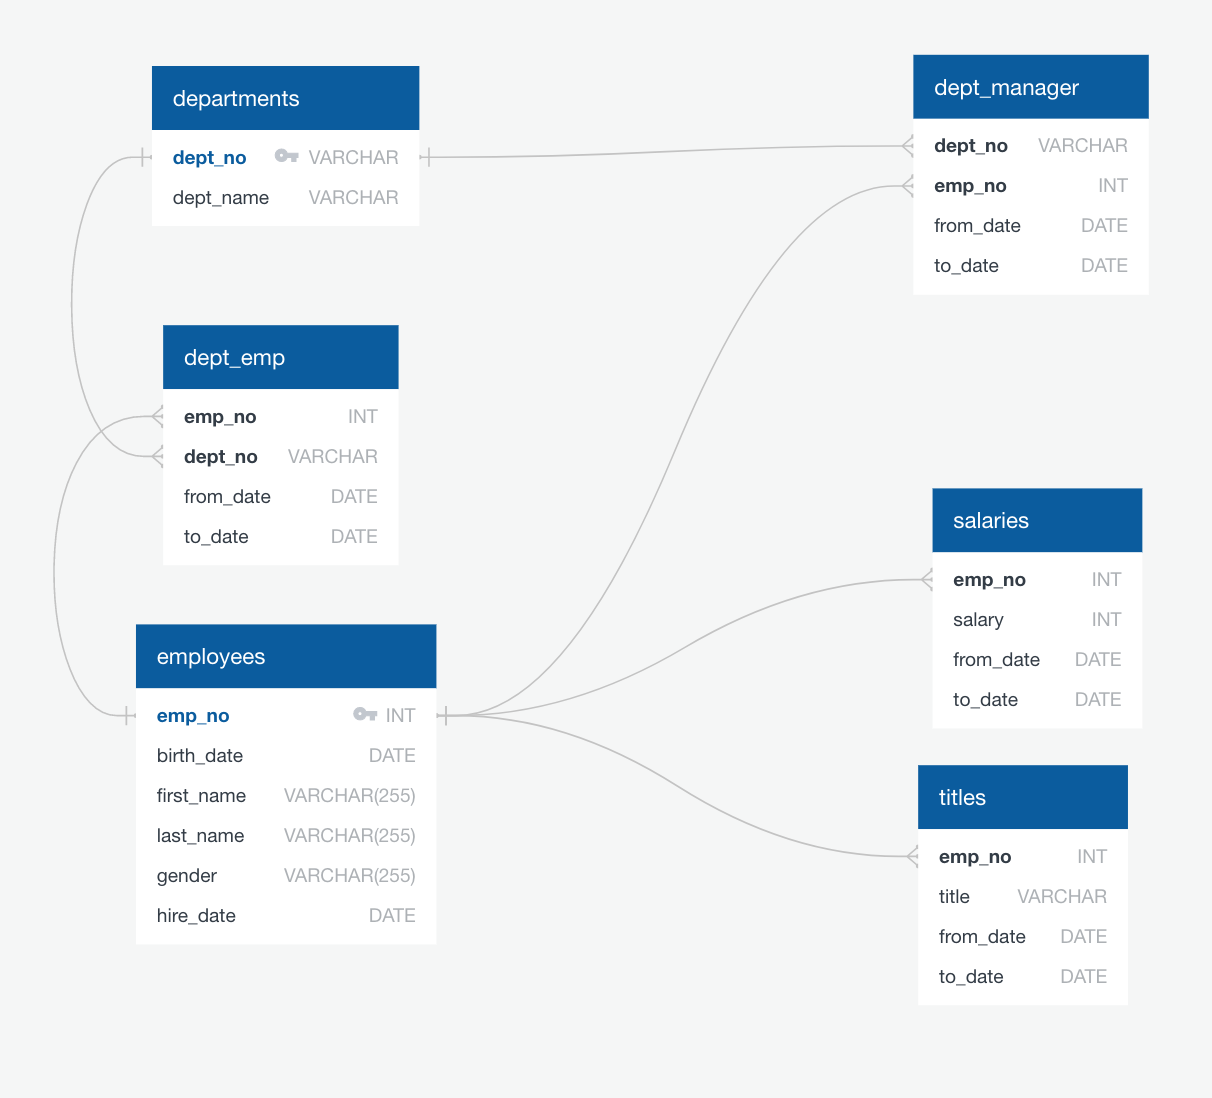 departments
dept_no VARCHAR
dept_name VARCHAR
dept_manager
dept_no VARCHAR
emp_no INT
from_date DATE
to_date DATE
dept_emp
emp_no INT
dept_no VARCHAR
from_date DATE
to_date DATE
salaries
emp_no INT
salary INT
from_date DATE
to_date DATE
employees
emp_no INT
birth_date DATE
first_name VARCHAR(255)
last_name VARCHAR(255)
gender VARCHAR(255)
hire_date DATE
titles
emp_no INT
title VARCHAR
from_date DATE
to_date DATE